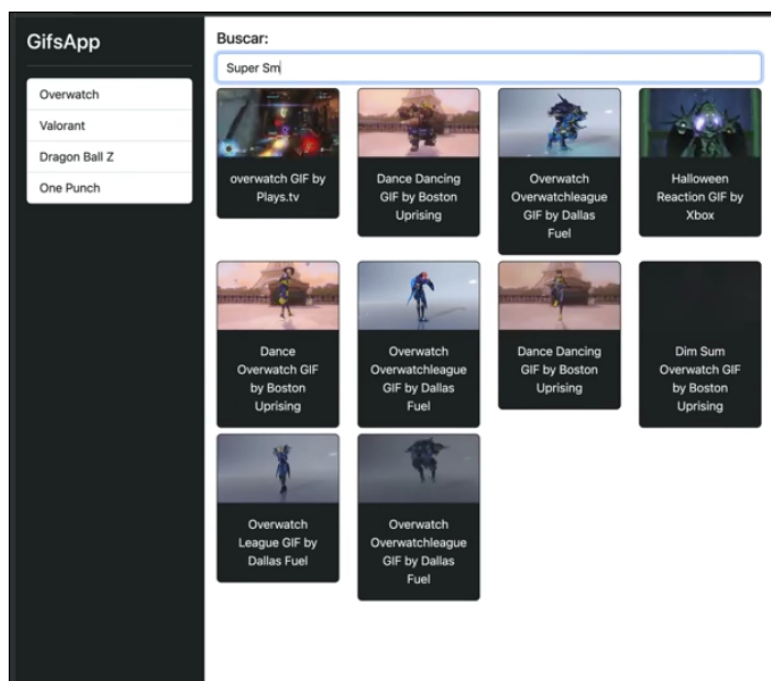 GifsApp
Overwatch
Valorant
Dragon Ball Z
One Punch
Buscar:
Super Sm
overwatch GIF by
Plays.tv
Dance Dancing
GIF by Boston
Uprising
Overwatch
Overwatchleague
GIF by Dallas
Fuel
Halloween
Reaction GIF by
Xbox
Dance
Overwatch GIF
by Boston
Uprising
Overwatch
Overwatchleague
GIF by Dallas
Fuel
Dance Dancing
GIF by Boston
Uprising
Dim Sum
Overwatch GIF
by Boston
Uprising
Overwatch
League GIF by
Dallas Fuel
Overwatch
Overwatchleague
GIF by Dallas
Fuel